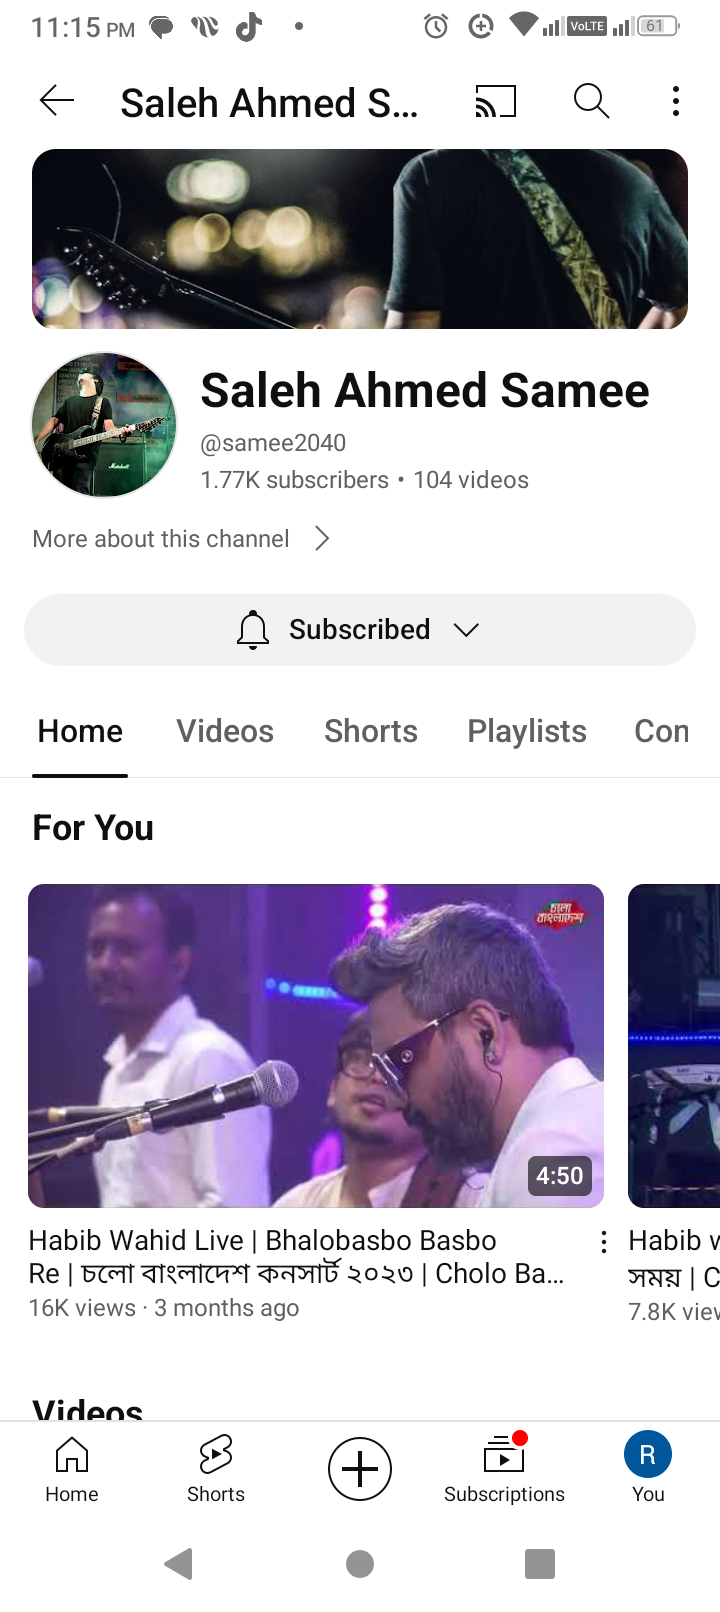 11:15 PM
VoLTE
61
Saleh Ahmed S...
Saleh Ahmed Samee
@samee2040
1.77K subscribers • 104 videos
More about this channel
Subscribed
Home Videos Shorts Playlists Con
For You
চলো
বাংলাদেশ
Marshall
4:50
Habib Wahid Live | Bhalobasbo Basbo
Re | চলো বাংলাদেশ কনসার্ট ২০২৩ | Cholo Ba...
16K views · 3 months ago
Habib w
সময় | C
7.8K view
Videos
Home Shorts Subscriptions You
R